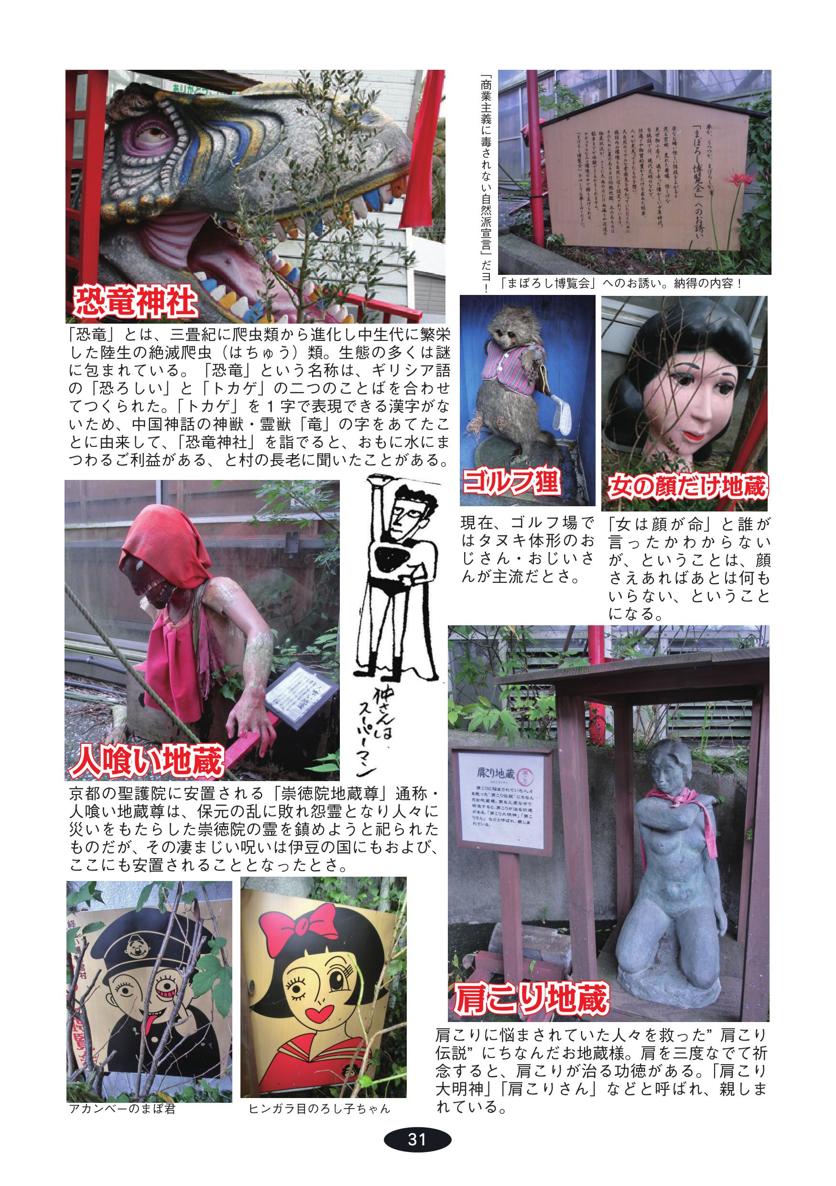 恐竜神社
「恐竜」とは、三畳紀に爬虫類から進化し中生代に繁栄
した陸生の絶滅爬虫（はちゅう）類。生態の多くは謎
に包まれている。「恐竜」という名称は、ギリシア語
の「恐ろしい」と「トカゲ」の二つのことばを合わせ
てつくられた。「トカゲ」を１字で表現できる漢字がな
いため、中国神話の神獣・霊獣「竜」の字をあてたこ
とに由来して、「恐竜神社」を詣でると、おもに水にま
つわるご利益がある、と村の長老に聞いたことがある。
「商業主義に毒されない自然派宣言」だヨ！
「まぼろし博覧会」へのお誘い
「まぼろし博覧会」へのお誘い。納得の内容！
ゴルフ狸
現在、ゴルフ場で
はタヌキ体形のお
じさん・おじいさ
んが主流だとさ。
女の顔だけ地蔵
「女は顔が命」と誰が
言ったかわからない
が、ということは、顔
さえあればあとは何も
いらない、ということ
になる。
人喰い地蔵
京都の聖護院に安置される「崇徳院地蔵尊」通称・
人喰い地蔵尊は、保元の乱に敗れ怨霊となり人々に
災いをもたらした崇徳院の霊を鎮めようと祀られた
ものだが、その凄まじい呪いは伊豆の国にもおよび、
ここにも安置されることとなったとさ。
仲さんは
スーパーマン
肩こり地蔵
肩こり地蔵
肩こりに悩まされていた人々を救った”肩こり
伝説”にちなんだお地蔵様。肩を三度なでて祈
念すると、肩こりが治る功徳がある。「肩こり
大明神」「肩こりさん」などと呼ばれ、親しま
れている。
アカンベーのまぼ君
ヒンガラ目のろし子ちゃん
31